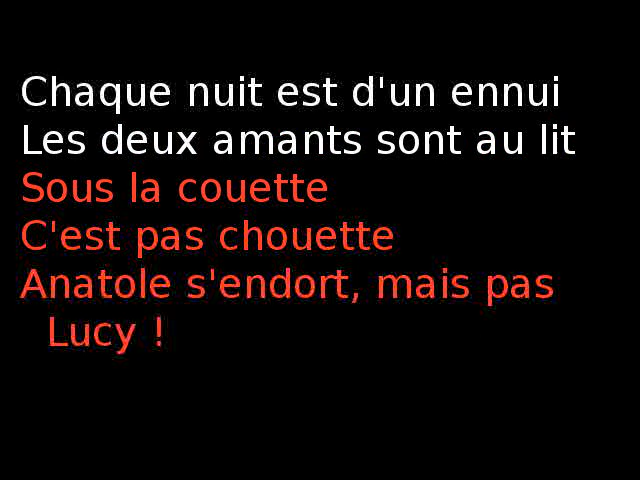 Chaque nuit est d'un ennui
Les deux amants sont au lit
Sous la couette
C'est pas chouette
Anatole s'endort, mais pas
Lucy !